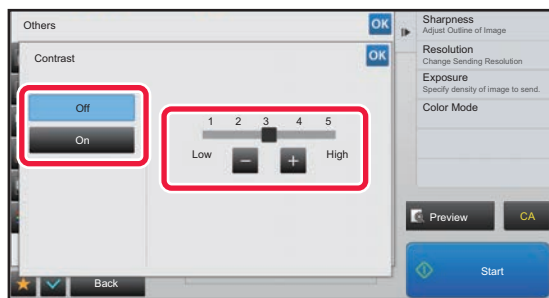 Others
OK
Contrast
OK
Off
On
1 2 3 4 5
Low
−
+
High
Back
Sharpness
Adjust Outline of Image
Resolution
Change Sending Resolution
Exposure
Specify density of image to send.
Color Mode
Preview
CA
Start